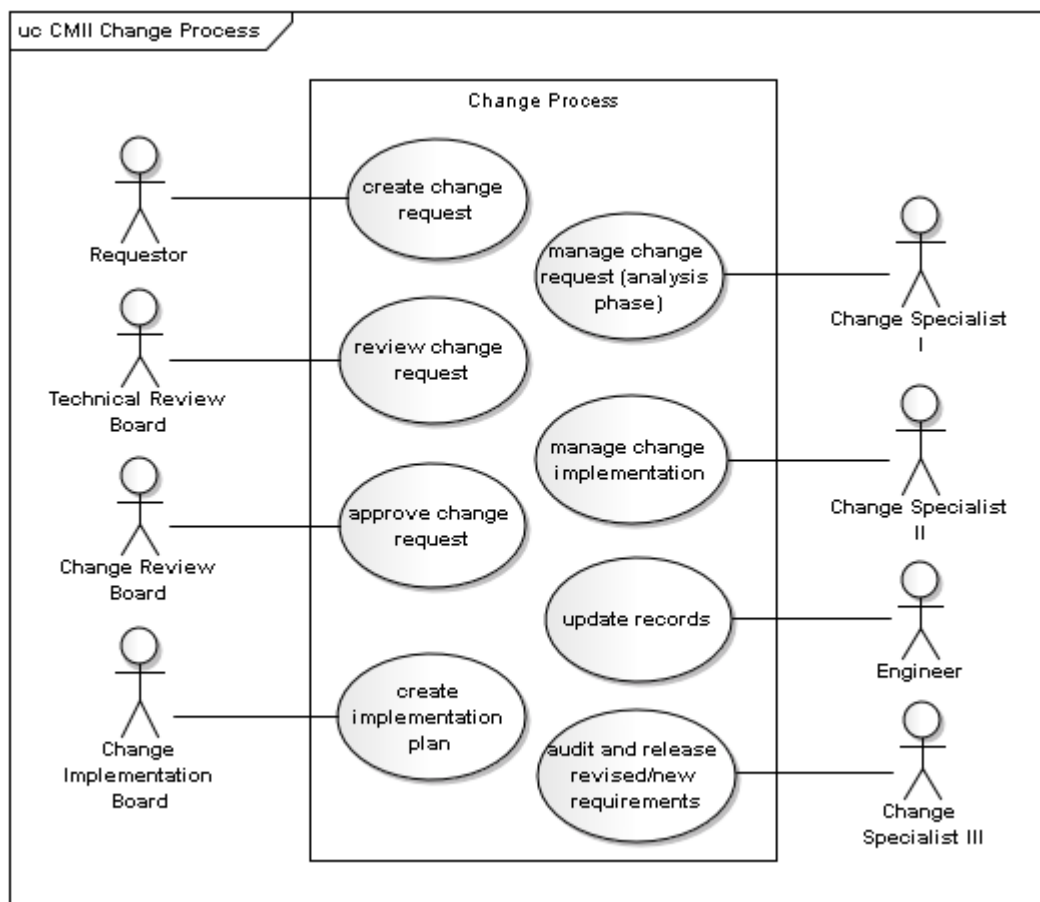 uc CMII Change Process
Change Process
create change
request
Requestor
manage change
request (analysis
phase)
Change Specialist
I
review change
request
Technical Review
Board
manage change
implementation
Change Specialist
II
approve change
request
Change Review
Board
update records
Engineer
create
implementation
plan
Change
Implementation
Board
audit and release
revised/new
requirements
Change
Specialist III